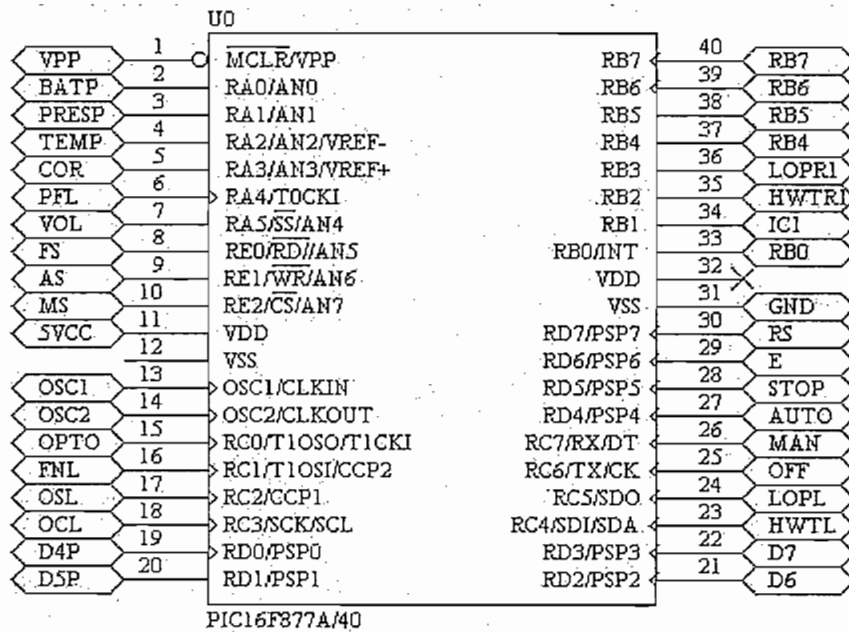 U0
VPP 1 MCLR/VPP RB7 40 RB7
BATP 2 RA0/AN0 RB6 39 RB6
PRESP 3 RA1/AN1 RB5 38 RB5
TEMP 4 RA2/AN2/VREF- RB4 37 RB4
COR 5 RA3/AN3/VREF+ RB3 36 LOPRI
PFL 6 RA4/T0CKI RB2 35 HWTRI
VOL 7 RA5/SS/AN4 RB1 34 ICI
FS 8 RE0/RD//AN5 RB0/INT 33 RB0
AS 9 RE1/WR/AN6 VDD 32
MS 10 RE2/CS/AN7 VSS 31 GND
5VCC 11 VDD RD7/PSP7 30 RS
12 VSS RD6/PSP6 29 E
OSC1 13 OSC1/CLKIN RD5/PSP5 28 STOP
OSC2 14 OSC2/CLKOUT RD4/PSP4 27 AUTO
OPTO 15 RC0/T1OSO/T1CKI RC7/RX/DT 26 MAN
FNL 16 RC1/T1OSI/CCP2 RC6/TX/CK 25 OFF
OSL 17 RC2/CCP1 RC5/SDO 24 LOPL
OCL 18 RC3/SCK/SCL RC4/SDI/SDA 23 HWTL
D4P 19 RD0/PSP0 RD3/PSP3 22 D7
D5P 20 RD1/PSP1 RD2/PSP2 21 D6
PIC16F877A/40